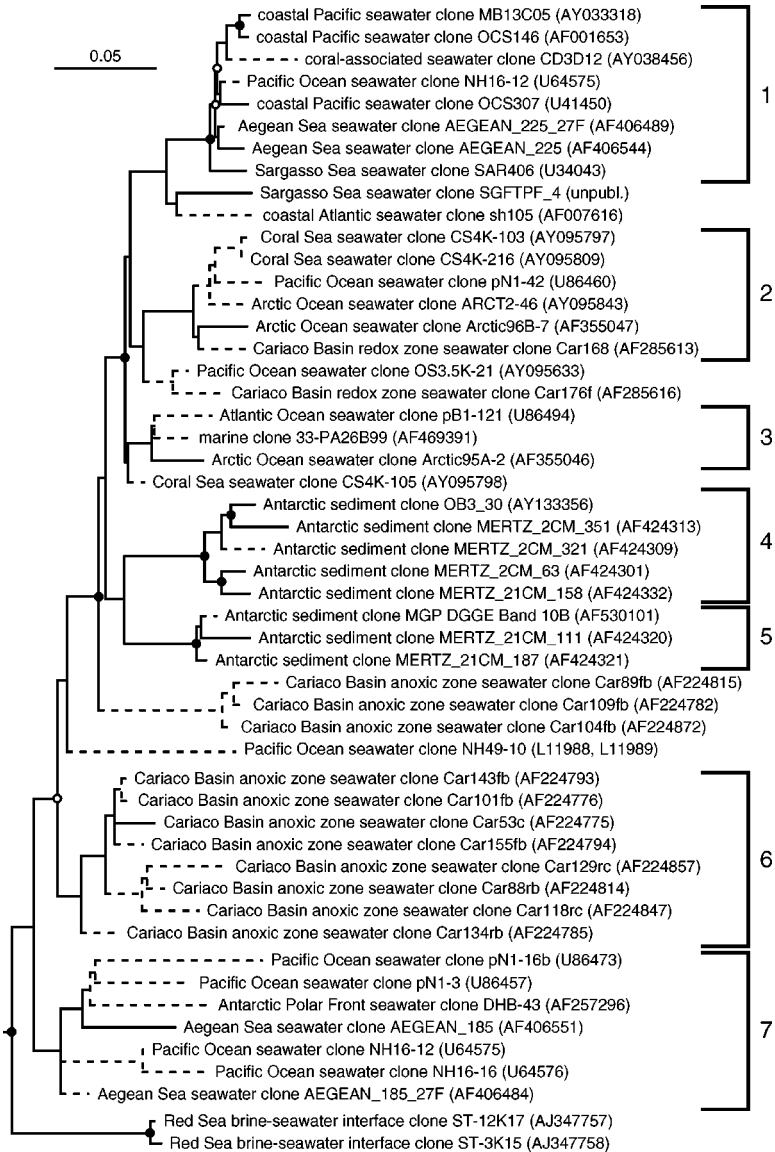 coastal Pacific seawater clone MB13C05 (AY033318)
coastal Pacific seawater clone OCS146 (AF001653)
0.05
coral-associated seawater clone CD3D12 (AY038456)
Pacific Ocean seawater clone NH16-12 (U64575)
1
coastal Pacific seawater clone OCS307 (U41450)
Aegean Sea seawater clone AEGEAN_225_27F (AF406489)
Aegean Sea seawater clone AEGEAN_225 (AF406544)
Sargasso Sea seawater clone SAR406 (U34043)
Sargasso Sea seawater clone SGFTPF_4 (unpubl.)
coastal Atlantic seawater clone sh105 (AF007616)
Coral Sea seawater clone CS4K-103 (AY095797)
Coral Sea seawater clone CS4K-216 (AY095809)
Pacific Ocean seawater clone pN1-42 (U86460)
2
Arctic Ocean seawater clone ARCT2-46 (AY095843)
Arctic Ocean seawater clone Arctic96B-7 (AF355047)
Cariaco Basin redox zone seawater clone Car168 (AF285613)
Pacific Ocean seawater clone OS3.5K-21 (AY095633)
Cariaco Basin redox zone seawater clone Car176f (AF285616)
Atlantic Ocean seawater clone pB1-121 (U86494)
marine clone 33-PA26B99 (AF469391)
3
Arctic Ocean seawater clone Arctic95A-2 (AF355046)
Coral Sea seawater clone CS4K-105 (AY095798)
Antarctic sediment clone OB3_30 (AY133356)
Antarctic sediment clone MERTZ_2CM_351 (AF424313)
4
Antarctic sediment clone MERTZ_2CM_321 (AF424309)
Antarctic sediment clone MERTZ_2CM_63 (AF424301)
Antarctic sediment clone MERTZ_21CM_158 (AF424332)
Antarctic sediment clone MGP DGGE Band 10B (AF530101)
Antarctic sediment clone MERTZ_21CM_111 (AF424320)
5
Antarctic sediment clone MERTZ_21CM_187 (AF424321)
Cariaco Basin anoxic zone seawater clone Car89fb (AF224815)
Cariaco Basin anoxic zone seawater clone Car109fb (AF224782)
Cariaco Basin anoxic zone seawater clone Car104fb (AF224872)
Pacific Ocean seawater clone NH49-10 (L11988, L11989)
Cariaco Basin anoxic zone seawater clone Car143fb (AF224793)
Cariaco Basin anoxic zone seawater clone Car101fb (AF224776)
Cariaco Basin anoxic zone seawater clone Car53c (AF224775)
Cariaco Basin anoxic zone seawater clone Car155fb (AF224794)
6
Cariaco Basin anoxic zone seawater clone Car129rc (AF224857)
Cariaco Basin anoxic zone seawater clone Car88rb (AF224814)
Cariaco Basin anoxic zone seawater clone Car118rc (AF224847)
Cariaco Basin anoxic zone seawater clone Car134rb (AF224785)
Pacific Ocean seawater clone pN1-16b (U86473)
Pacific Ocean seawater clone pN1-3 (U86457)
Antarctic Polar Front seawater clone DHB-43 (AF257296)
Aegean Sea seawater clone AEGEAN_185 (AF406551)
7
Pacific Ocean seawater clone NH16-12 (U64575)
Pacific Ocean seawater clone NH16-16 (U64576)
Aegean Sea seawater clone AEGEAN_185_27F (AF406484)
Red Sea brine-seawater interface clone ST-12K17 (AJ347757)
Red Sea brine-seawater interface clone ST-3K15 (AJ347758)